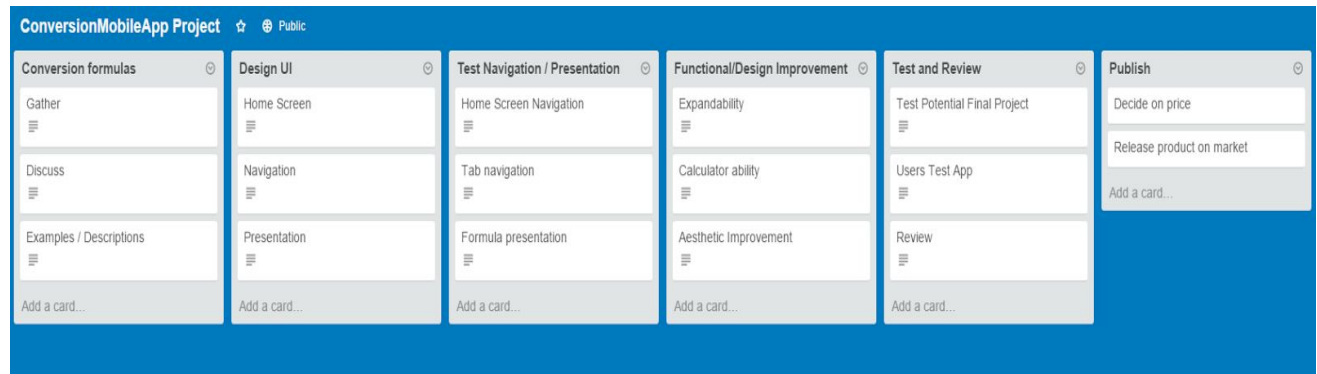 ConversionMobileApp Project Public
Conversion formulas
Gather
Discuss
Examples / Descriptions
Add a card...
Design UI
Home Screen
Navigation
Presentation
Add a card...
Test Navigation / Presentation
Home Screen Navigation
Tab navigation
Formula presentation
Add a card...
Functional/Design Improvement
Expandability
Calculator ability
Aesthetic Improvement
Add a card...
Test and Review
Test Potential Final Project
Users Test App
Review
Add a card...
Publish
Decide on price
Release product on market
Add a card...